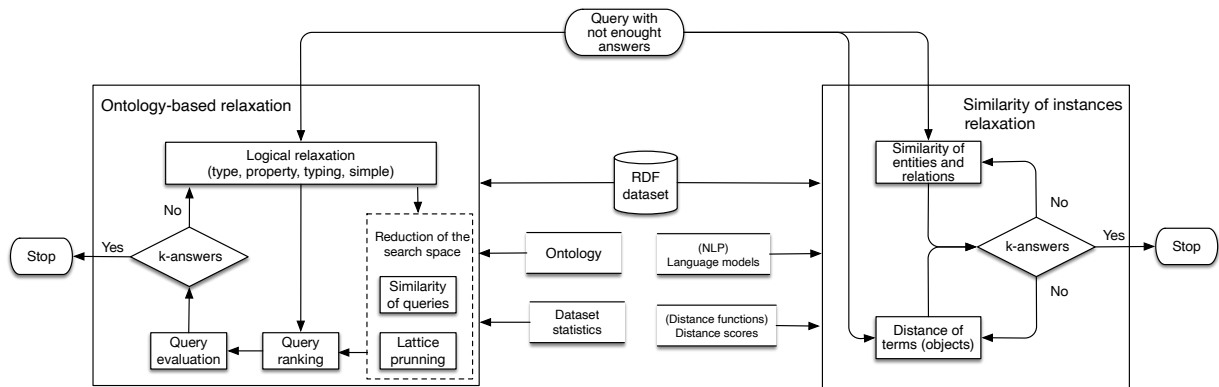 Query with
not enought
answers
Ontology-based relaxation
Logical relaxation
(type, property, typing, simple)
No
Yes
Stop
k-answers
Reduction of the
search space
Similarity
of queries
Lattice
prunning
Query
ranking
Query
evaluation
RDF
dataset
Ontology
Dataset
statistics
(NLP)
Language models
(Distance functions)
Distance scores
Similarity of instances
relaxation
Similarity of
entities and
relations
No
k-answers
Yes
Stop
No
Distance of
terms (objects)